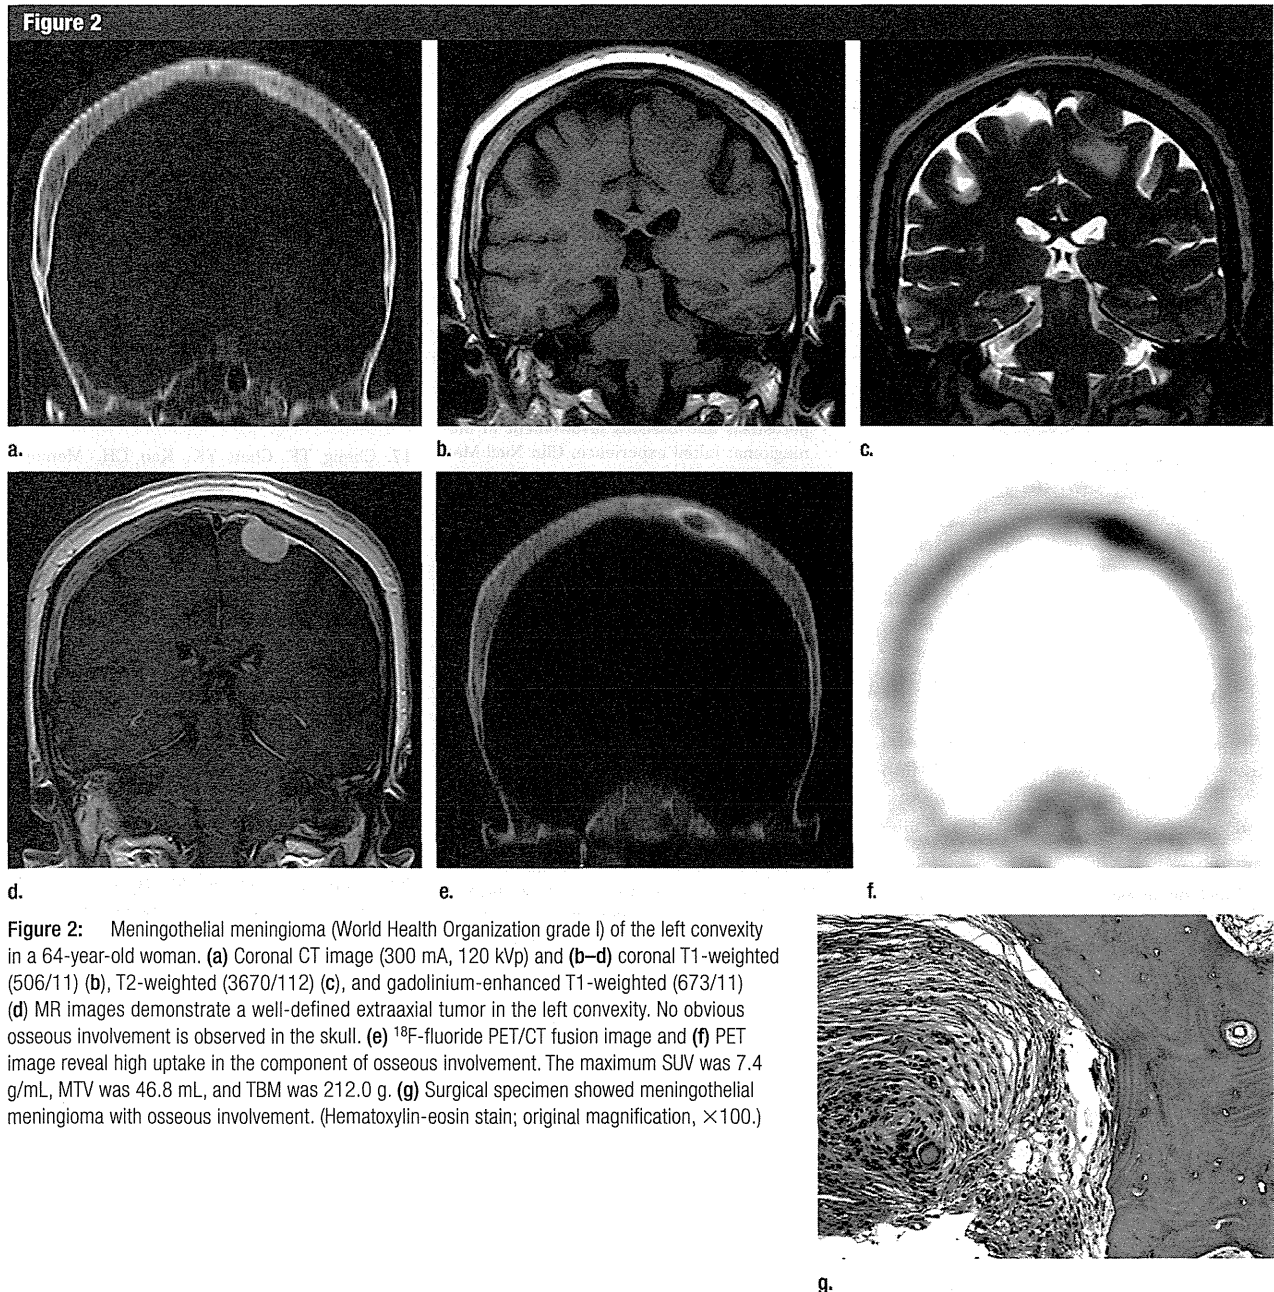 Figure 2
a.
b.
c.
d.
e.
f.
Figure 2: Meningothelial meningioma (World Health Organization grade I) of the left convexity
in a 64-year-old woman. (a) Coronal CT image (300 mA, 120 kVp) and (b–d) coronal T1-weighted
(506/11) (b), T2-weighted (3670/112) (c), and gadolinium-enhanced T1-weighted (673/11)
(d) MR images demonstrate a well-defined extraaxial tumor in the left convexity. No obvious
osseous involvement is observed in the skull. (e) ¹⁸F-fluoride PET/CT fusion image and (f) PET
image reveal high uptake in the component of osseous involvement. The maximum SUV was 7.4
g/mL, MTV was 46.8 mL, and TBM was 212.0 g. (g) Surgical specimen showed meningothelial
meningioma with osseous involvement. (Hematoxylin-eosin stain; original magnification, ×100.)
g.